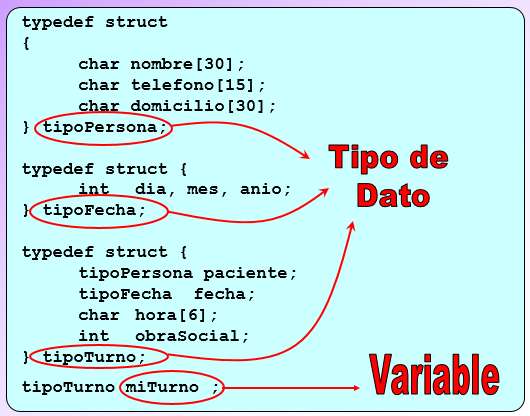 typedef struct
{
char nombre[30];
char telefono[15];
char domicilio[30];
} tipoPersona;
typedef struct {
int dia, mes, anio;
} tipoFecha;
typedef struct {
tipoPersona paciente;
tipoFecha fecha;
char hora[6];
int obraSocial;
} tipoTurno;
tipoTurno miTurno ;
Tipo de
Dato
Variable